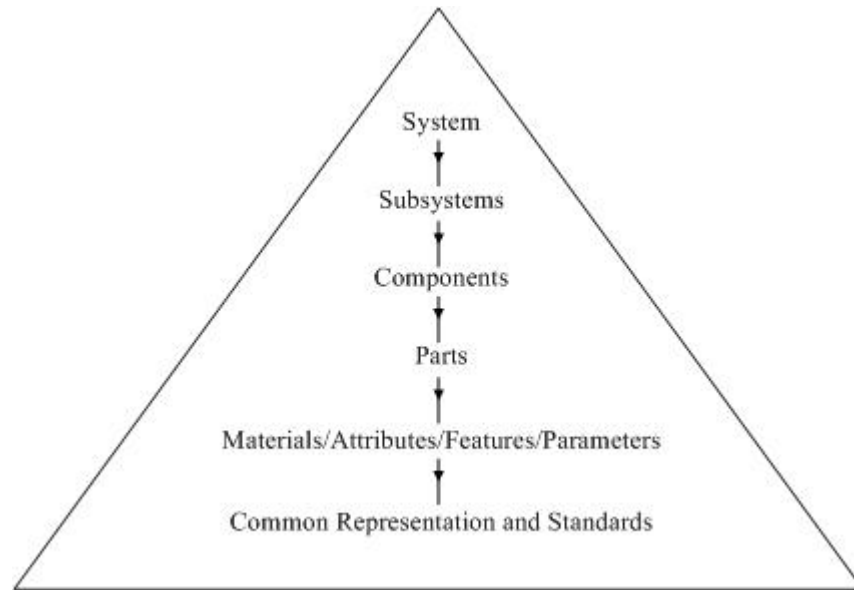 System
Subsystems
Components
Parts
Materials/Attributes/Features/Parameters
Common Representation and Standards